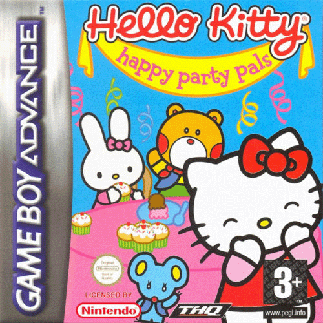 Hello Kitty
happy party pals
GAME BOY ADVANCE
LICENSED BY
Nintendo
THQ
3+
www.pegi.info